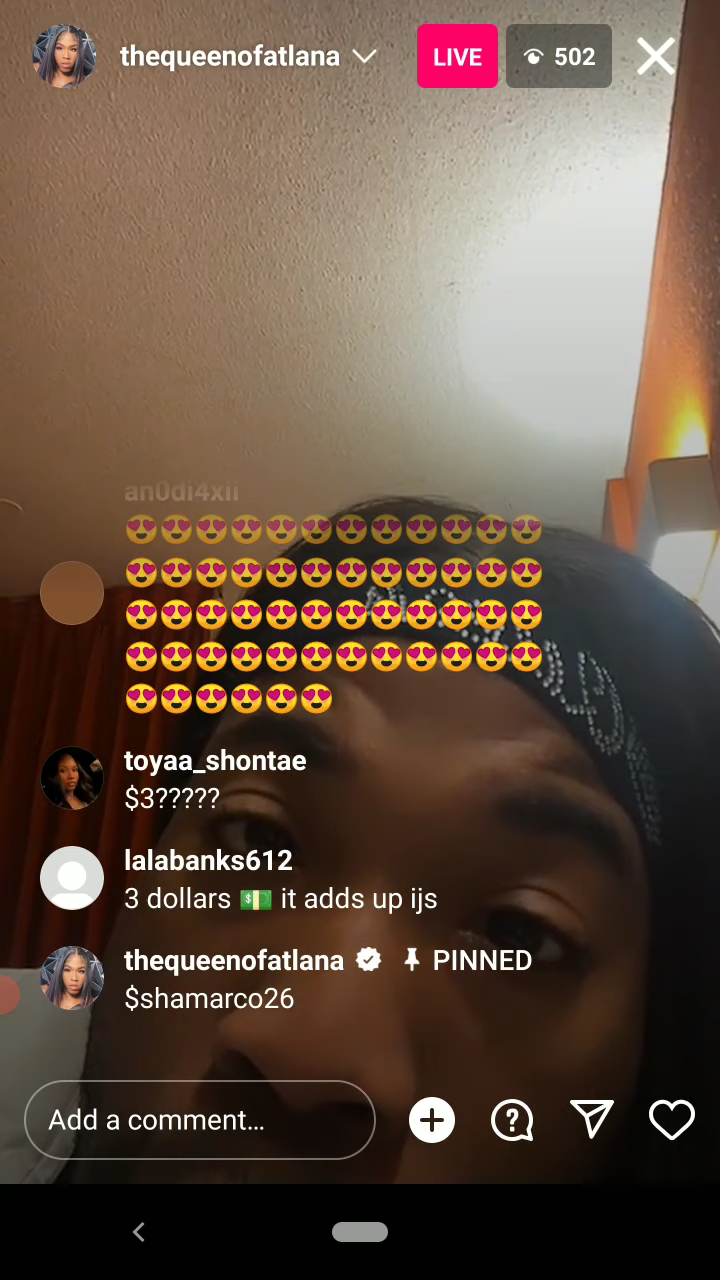 thequeenofatlana
LIVE
502
an0di4xii
😍😍😍😍😍😍😍😍😍😍😍😍
😍😍😍😍😍😍😍😍😍😍😍😍
😍😍😍😍😍😍😍😍😍😍😍😍
😍😍😍😍😍😍😍😍😍😍😍😍
😍😍😍😍😍😍
toyaa_shontae
$3?????
lalabanks612
3 dollars 💵 it adds up ijs
thequeenofatlana PINNED
$shamarco26
Add a comment...